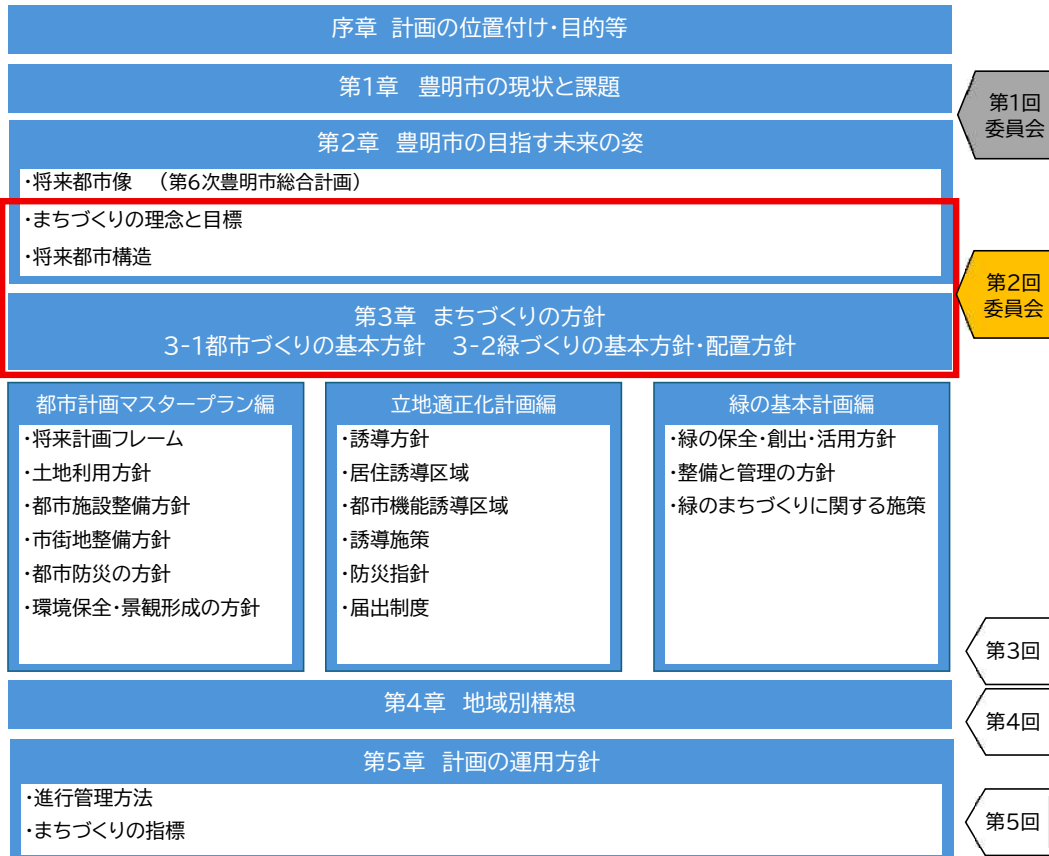 序章 計画の位置付け・目的等
第1章 豊明市の現状と課題
第1回
委員会
第2章 豊明市の目指す未来の姿
・将来都市像 （第6次豊明市総合計画）
・まちづくりの理念と目標
・将来都市構造
第2回
委員会
第3章 まちづくりの方針
3-1都市づくりの基本方針 3-2緑づくりの基本方針・配置方針
都市計画マスタープラン編
・将来計画フレーム
・土地利用方針
・都市施設整備方針
・市街地整備方針
・都市防災の方針
・環境保全・景観形成の方針
立地適正化計画編
・誘導方針
・居住誘導区域
・都市機能誘導区域
・誘導施策
・防災指針
・届出制度
緑の基本計画編
・緑の保全・創出・活用方針
・整備と管理の方針
・緑のまちづくりに関する施策
第3回
第4章 地域別構想
第4回
第5章 計画の運用方針
・進行管理方法
・まちづくりの指標
第5回